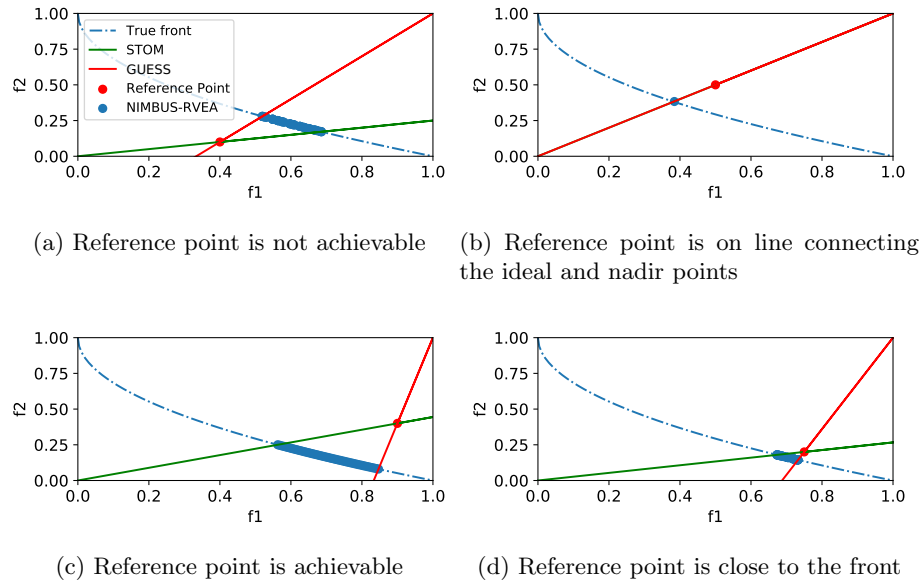 1.00
0.75
0.50
0.25
0.00
f2
True front
STOM
GUESS
Reference Point
NIMBUS-RVEA
0.0 0.2 0.4 0.6 0.8 1.0
f1
(a) Reference point is not achievable
1.00
0.75
0.50
0.25
0.00
f2
0.0 0.2 0.4 0.6 0.8 1.0
f1
(b) Reference point is on line connecting
the ideal and nadir points
1.00
0.75
0.50
0.25
0.00
f2
0.0 0.2 0.4 0.6 0.8 1.0
f1
(c) Reference point is achievable
1.00
0.75
0.50
0.25
0.00
f2
0.0 0.2 0.4 0.6 0.8 1.0
f1
(d) Reference point is close to the front